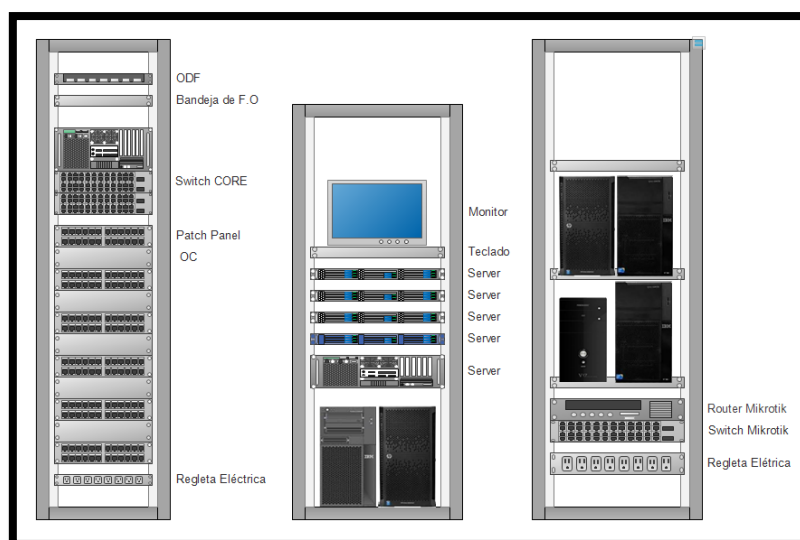 ODF
Bandeja de F.O
Switch CORE
Patch Panel
OC
Regleta Eléctrica
Monitor
Teclado
Server
Server
Server
Server
Server
Router Mikrotik
Switch Mikrotik
Regleta Elétrica